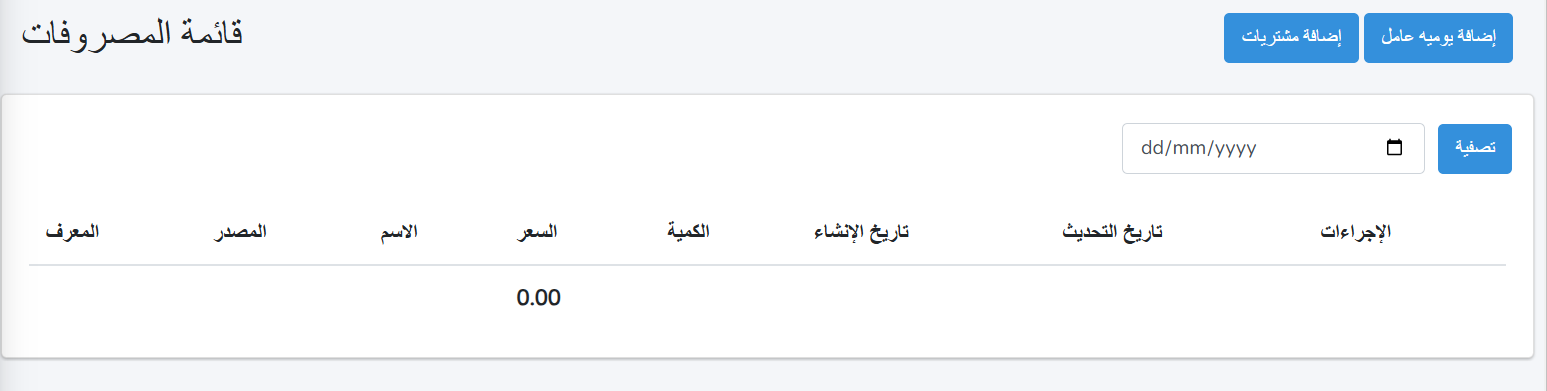 قائمة المصروفات
إضافة مشتريات
إضافة يوميه عامل
dd/mm/yyyy
تصفية
المعرف
المصدر
الاسم
السعر
الكمية
تاريخ الإنشاء
تاريخ التحديث
الإجراءات
0.00